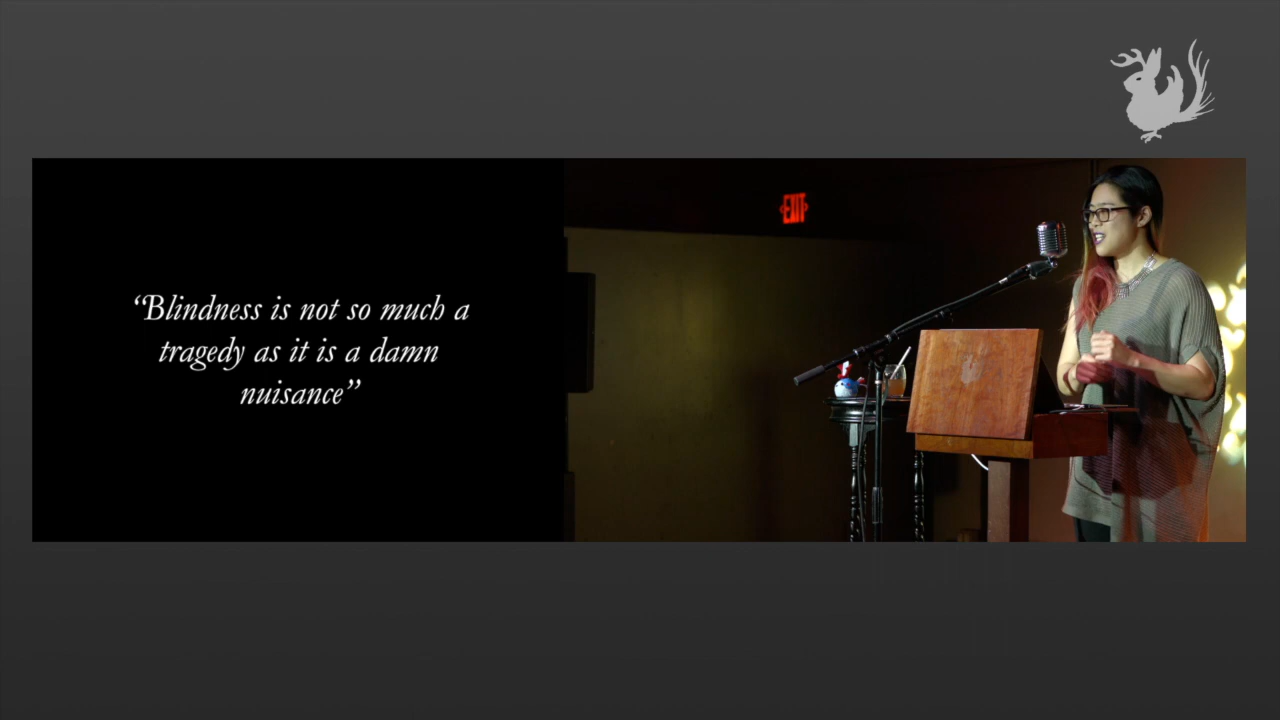 “Blindness is not so much a
tragedy as it is a damn
nuisance”
EXIT